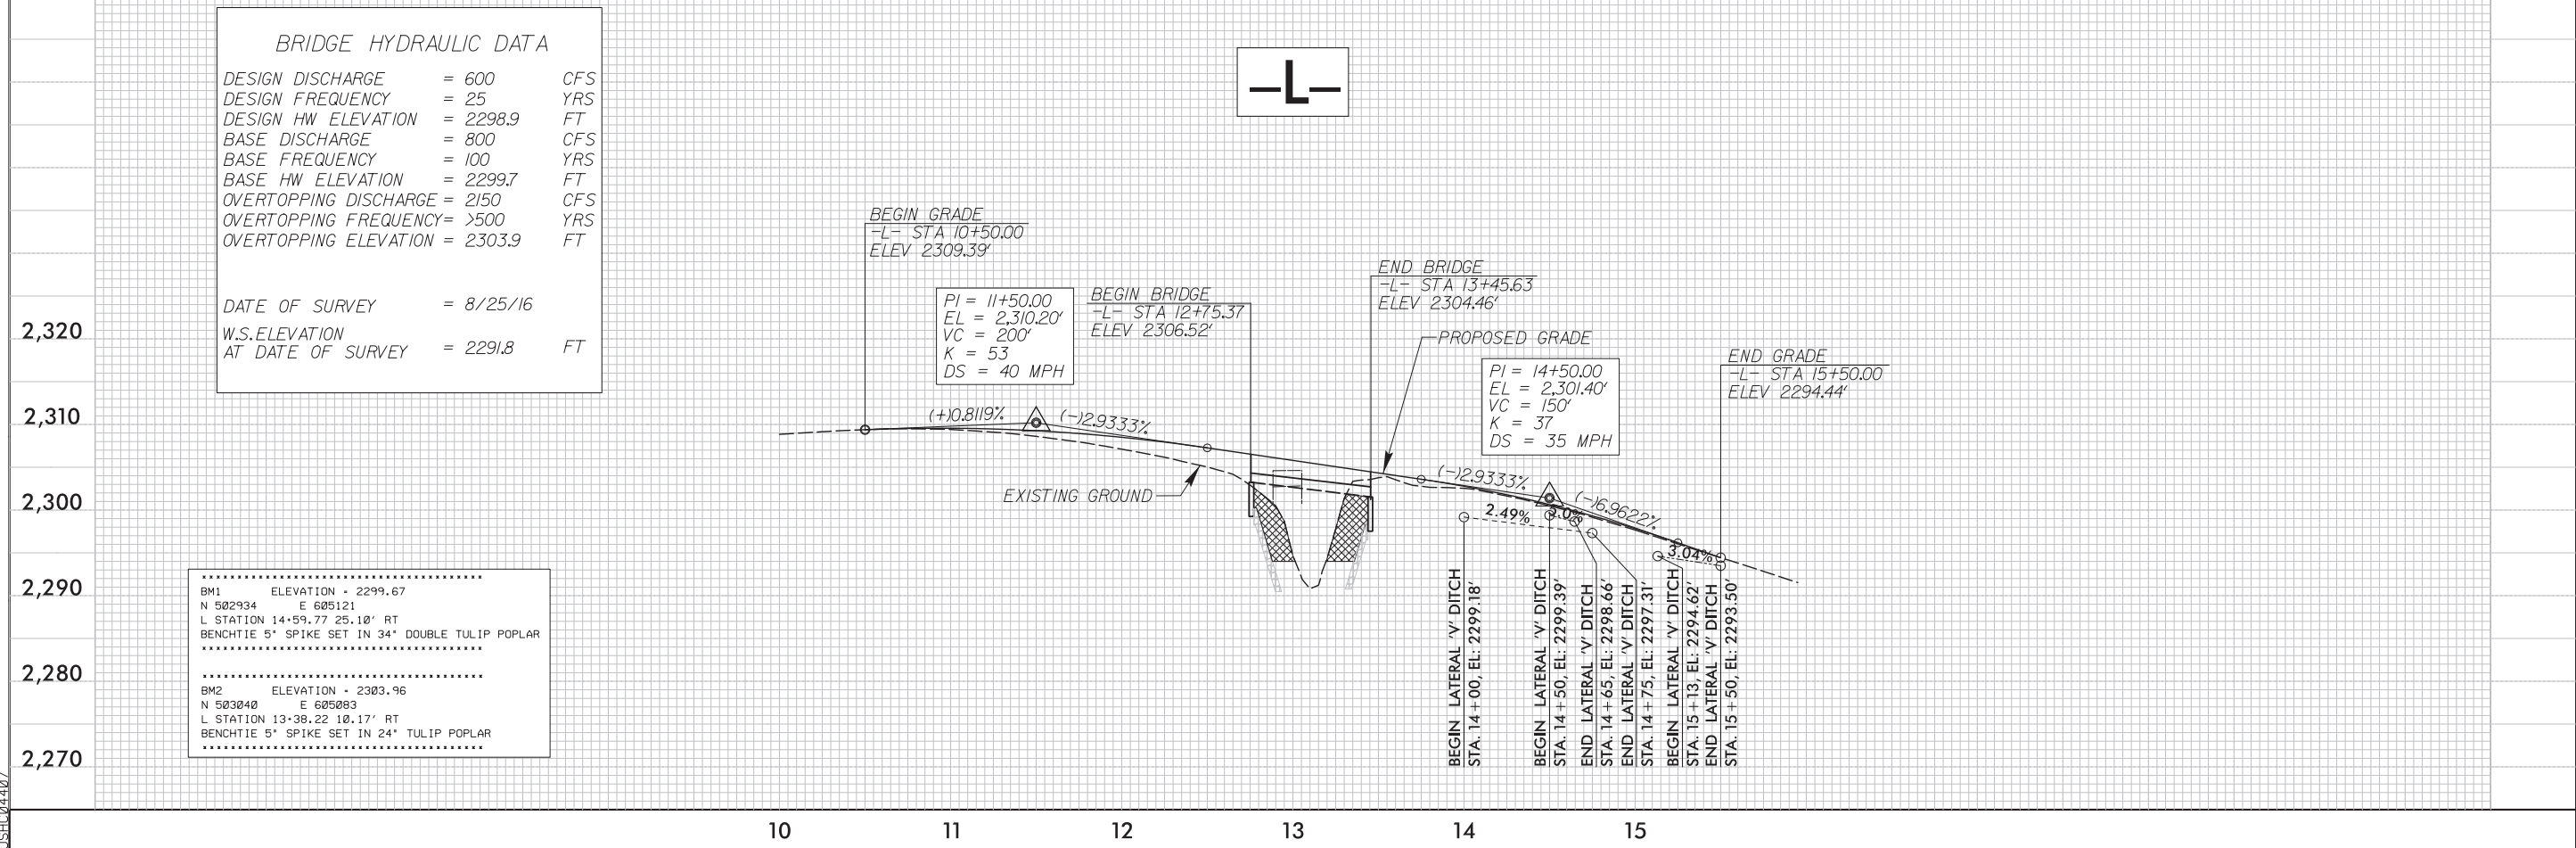 BRIDGE HYDRAULIC DATA
DESIGN DISCHARGE = 600 CFS
DESIGN FREQUENCY = 25 YRS
DESIGN HW ELEVATION = 2298.9 FT
BASE DISCHARGE = 800 CFS
BASE FREQUENCY = 100 YRS
BASE HW ELEVATION = 2299.7 FT
OVERTOPPING DISCHARGE = 2150 CFS
OVERTOPPING FREQUENCY= >500 YRS
OVERTOPPING ELEVATION = 2303.9 FT
DATE OF SURVEY = 8/25/16
W.S.ELEVATION
AT DATE OF SURVEY = 2291.8 FT
–L–
BEGIN GRADE
-L- STA 10+50.00
ELEV 2309.39'
PI = 11+50.00
EL = 2,310.20'
VC = 200'
K = 53
DS = 40 MPH
BEGIN BRIDGE
-L- STA 12+75.37
ELEV 2306.52'
END BRIDGE
-L- STA 13+45.63
ELEV 2304.46'
PROPOSED GRADE
PI = 14+50.00
EL = 2,301.40'
VC = 150'
K = 37
DS = 35 MPH
END GRADE
-L- STA 15+50.00
ELEV 2294.44'
(+)0.8119%
(-)2.9333%
(-)2.9333%
(-)6.9622%
EXISTING GROUND
2.49%
3.04%
BEGIN LATERAL 'V' DITCH
STA. 14+00, EL: 2299.18'
BEGIN LATERAL 'V' DITCH
STA. 14+50, EL: 2299.39'
END LATERAL 'V' DITCH
STA. 14+65, EL: 2298.66'
END LATERAL 'V' DITCH
STA. 14+75, EL: 2297.31'
BEGIN LATERAL 'V' DITCH
STA. 15+13, EL: 2294.62'
END LATERAL 'V' DITCH
STA. 15+50, EL: 2293.50'
2,320
2,310
2,300
2,290
2,280
2,270
BM1 ELEVATION - 2299.67
N 502934 E 605121
L STATION 14+59.77 25.10' RT
BENCHTIE 5" SPIKE SET IN 34" DOUBLE TULIP POPLAR
BM2 ELEVATION - 2303.96
N 503040 E 605083
L STATION 13+38.22 10.17' RT
BENCHTIE 5" SPIKE SET IN 24" TULIP POPLAR
10 11 12 13 14 15